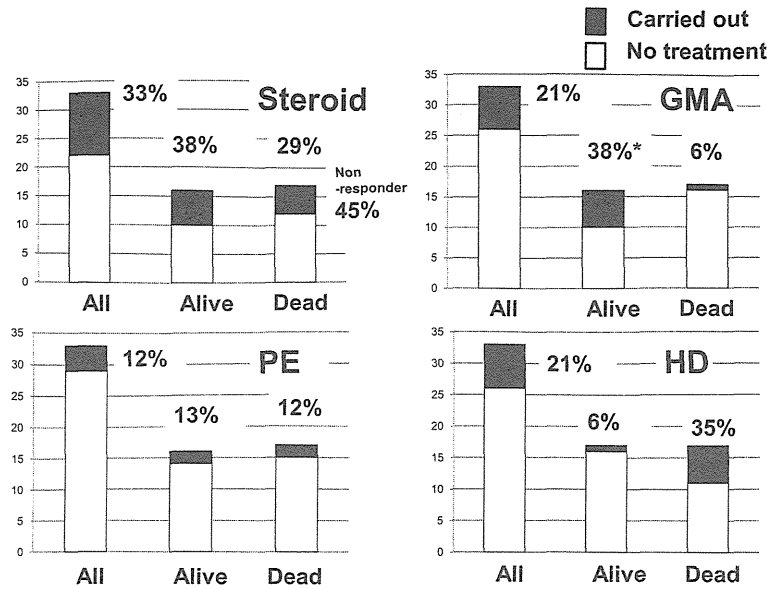 Carried out
No treatment
Steroid
35
30
25
20
15
10
5
0
33%
38%
29%
Non
-responder
45%
All
Alive
Dead
GMA
35
30
25
20
15
10
5
0
21%
38%*
6%
All
Alive
Dead
PE
35
30
25
20
15
10
5
0
12%
13%
12%
All
Alive
Dead
HD
35
30
25
20
15
10
5
0
21%
6%
35%
All
Alive
Dead